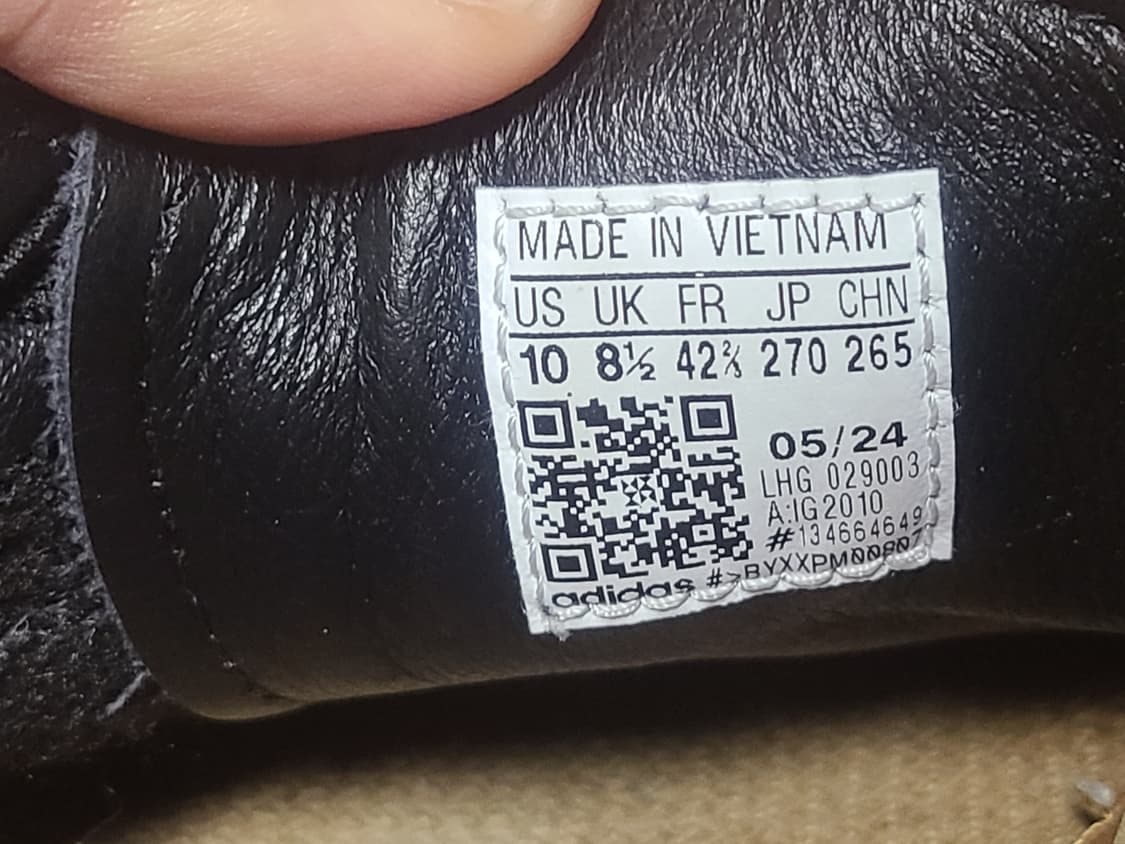 MADE IN VIETNAM
US UK FR JP CHN
10 8½ 42⅔ 270 265
05/24
LHG 029003
A:IG2010
#134664649
adidas #>BYXXPM00807